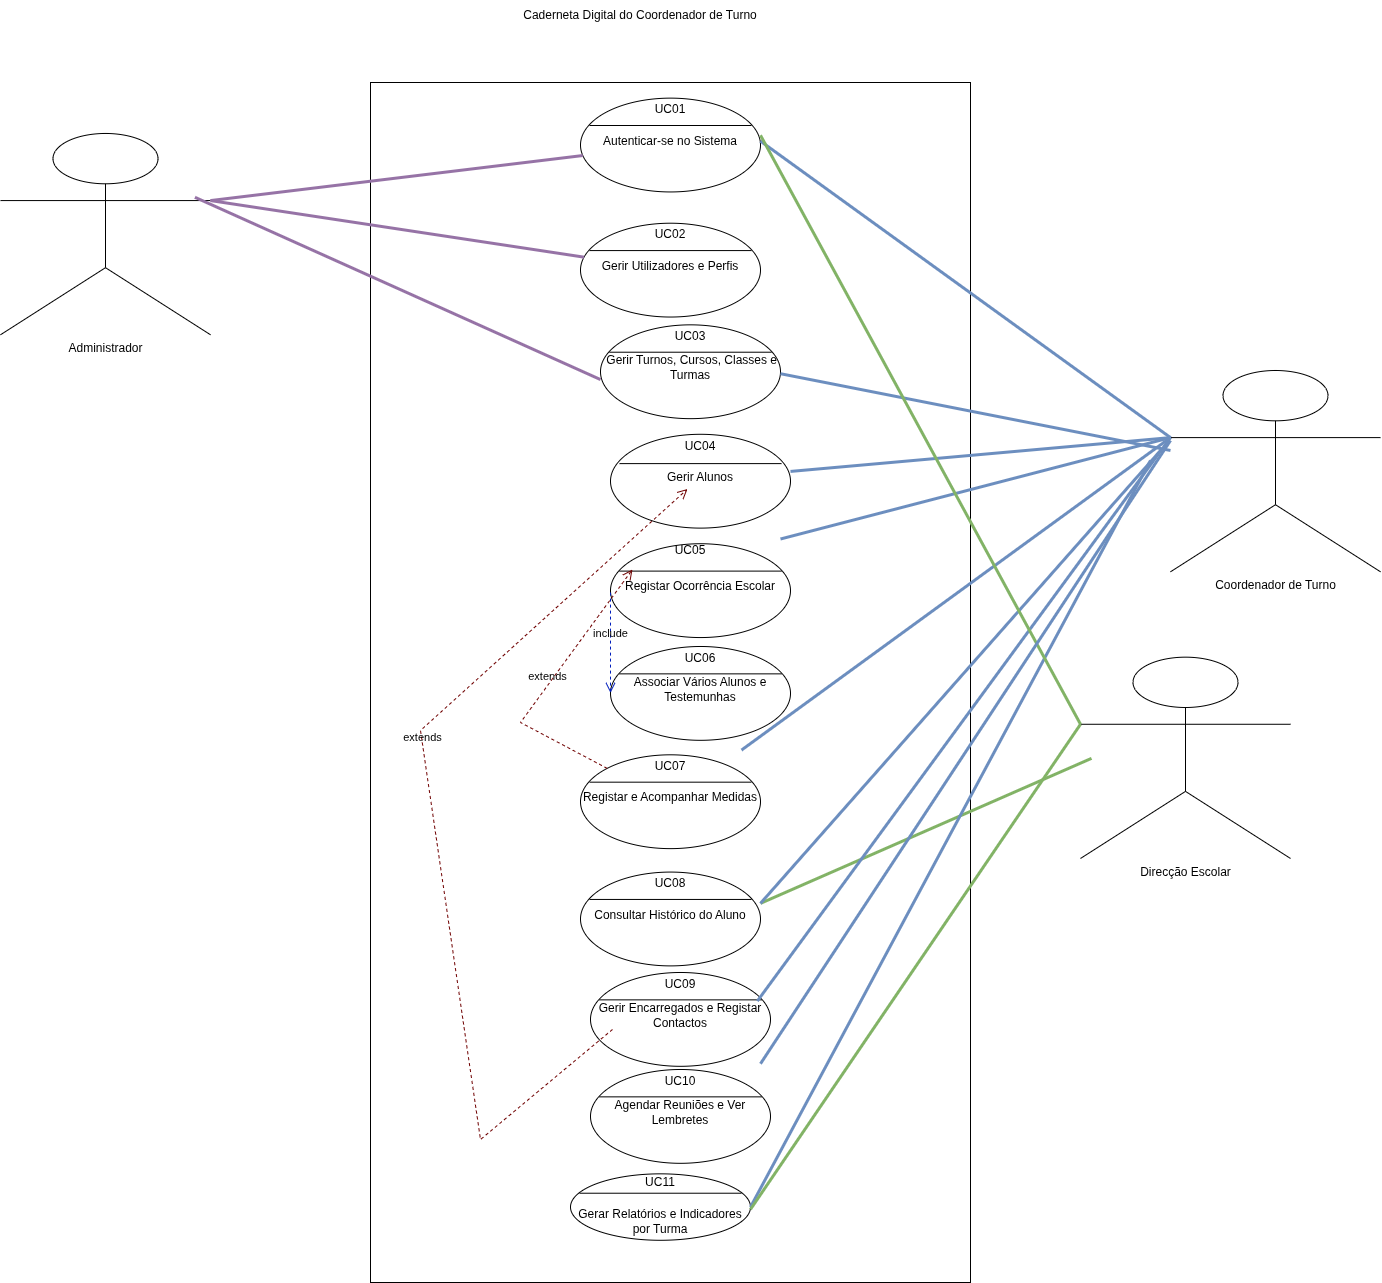 Caderneta Digital do Coordenador de Turno
UC01
Autenticar-se no Sistema
UC02
Gerir Utilizadores e Perfis
Administrador
UC03
Gerir Turnos, Cursos, Classes e
Turmas
UC04
Gerir Alunos
UC05
Registar Ocorrência Escolar
Coordenador de Turno
include
UC06
extends
Associar Vários Alunos e
Testemunhas
extends
UC07
Registar e Acompanhar Medidas
Direcção Escolar
UC08
Consultar Histórico do Aluno
UC09
Gerir Encarregados e Registar
Contactos
UC10
Agendar Reuniões e Ver
Lembretes
UC11
Gerar Relatórios e Indicadores
por Turma